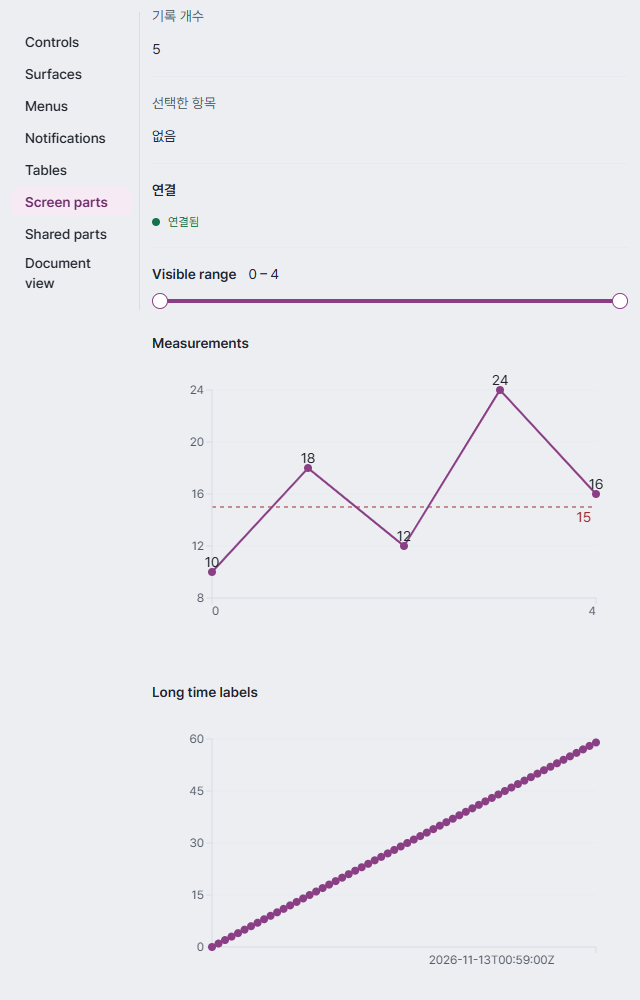 Controls
Surfaces
Menus
Notifications
Tables
Screen parts
Shared parts
Document
view
기록 개수
5
선택한 항목
없음
연결
연결됨
Visible range 0 – 4
Measurements
24
20
16
12
8
10
18
12
24
16
15
0
4
Long time labels
60
45
30
15
0
2026-11-13T00:59:00Z